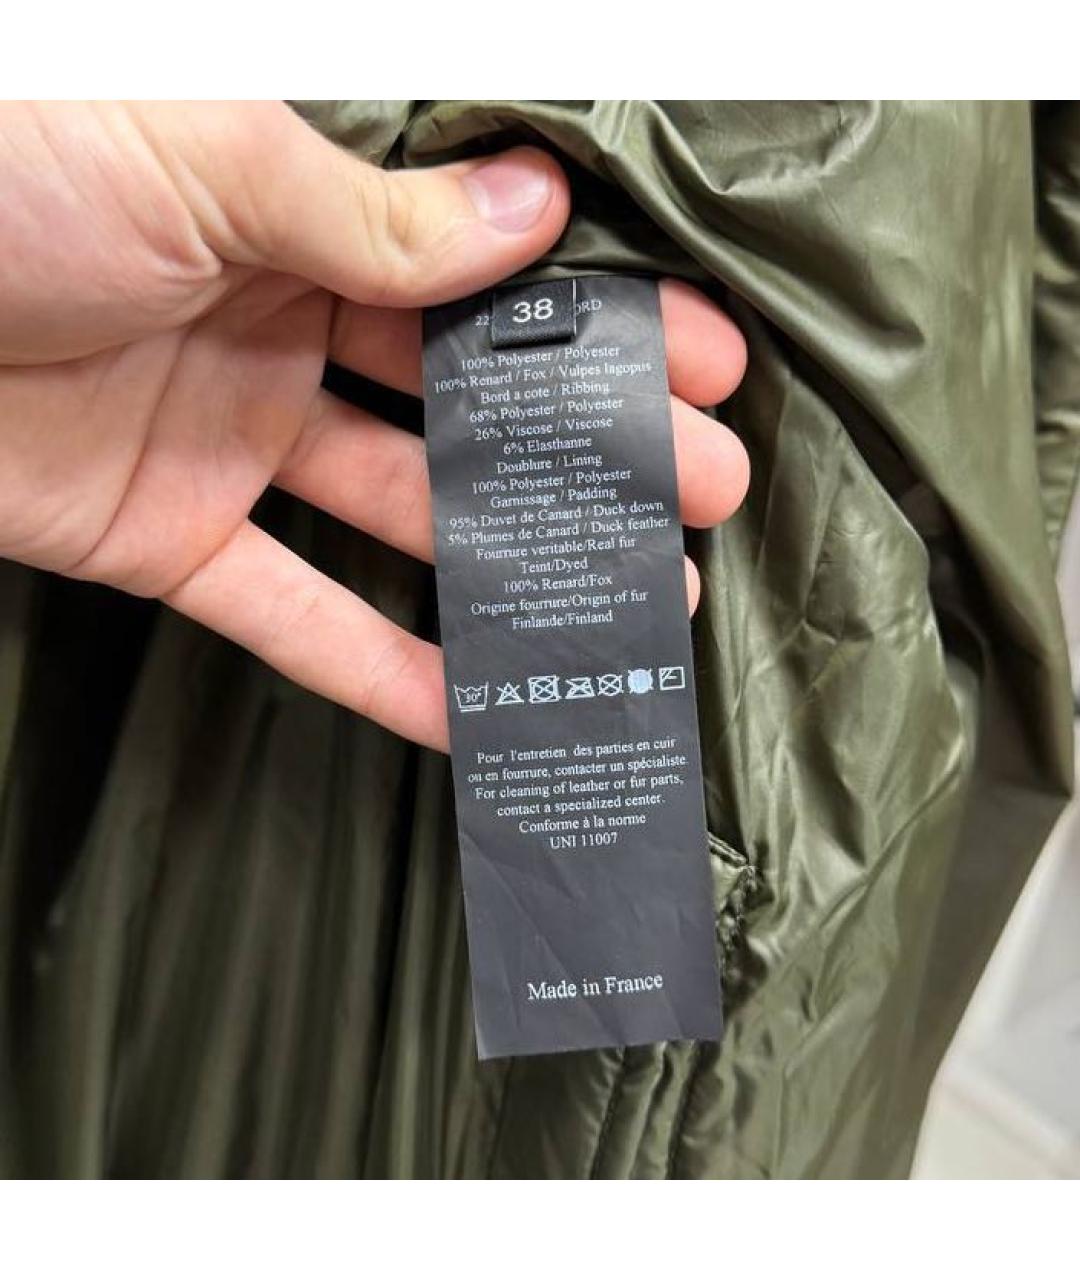 38
22 ORD
100% Polyester / Polyester
100% Renard / Fox / Vulpes lagopus
Bord a cote / Ribbing
68% Polyester / Polyester
26% Viscose / Viscose
6% Elasthanne
Doublure / Lining
100% Polyester / Polyester
Garnissage / Padding
95% Duvet de Canard / Duck down
5% Plumes de Canard / Duck feather
Fourrure veritable/Real fur
Teint/Dyed
100% Renard/Fox
Origine fourrure/Origin of fur
Finlande/Finland
30°
Pour l'entretien des parties en cuir
ou en fourrure, contacter un spécialiste
For cleaning of leather or fur parts,
contact a specialized center.
Conforme à la norme
UNI 11007
Made in France